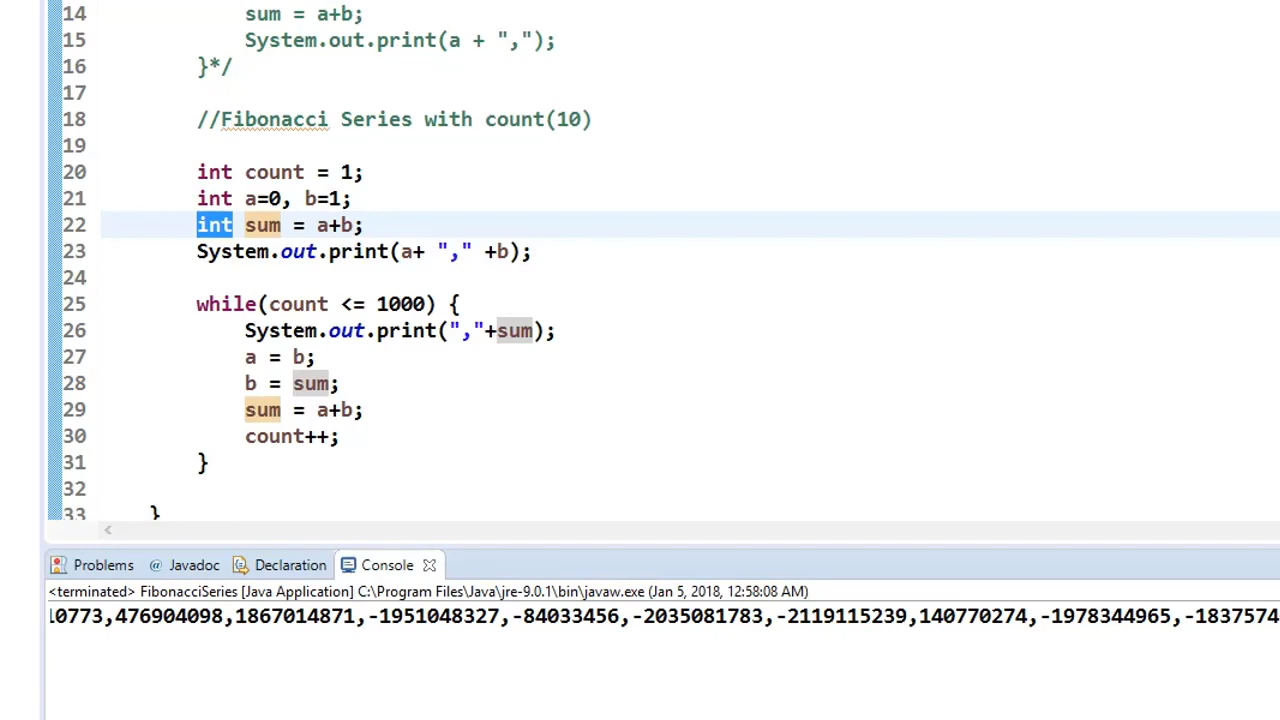 14 sum = a+b;
15 System.out.print(a + ",");
16 }*/
17
18 //Fibonacci Series with count(10)
19
20 int count = 1;
21 int a=0, b=1;
22 int sum = a+b;
23 System.out.print(a+ "," +b);
24
25 while(count <= 1000) {
26 System.out.print(","+sum);
27 a = b;
28 b = sum;
29 sum = a+b;
30 count++;
31 }
32
33 }
Problems @ Javadoc Declaration Console
<terminated> FibonacciSeries [Java Application] C:\Program Files\Java\jre-9.0.1\bin\javaw.exe (Jan 5, 2018, 12:58:08 AM)
10773,476904098,1867014871,-1951048327,-84033456,-2035081783,-2119115239,140770274,-1978344965,-1837574